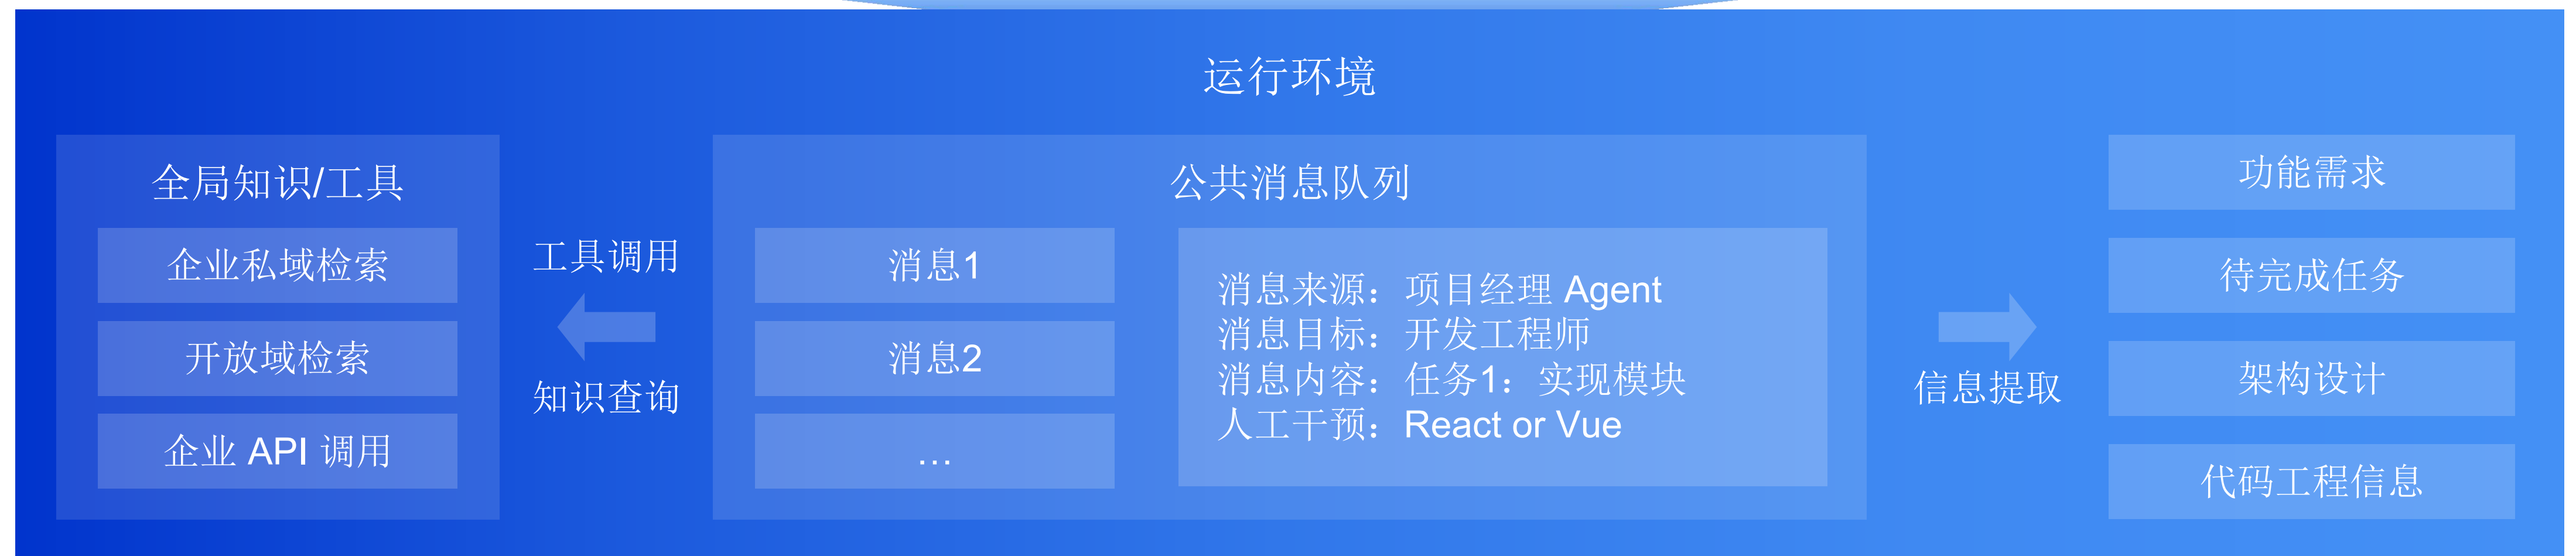 运行环境
全局知识/工具
企业私域检索
开放域检索
企业 API 调用
工具调用
知识查询
公共消息队列
消息1
消息2
...
消息来源：项目经理 Agent
消息目标：开发工程师
消息内容：任务1：实现模块
人工干预：React or Vue
信息提取
功能需求
待完成任务
架构设计
代码工程信息